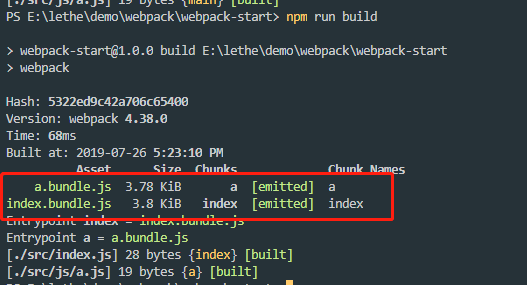 [./src/js/a.js] 19 bytes {main} [built]
PS E:\lethe\demo\webpack\webpack-start> npm run build
> webpack-start@1.0.0 build E:\lethe\demo\webpack\webpack-start
> webpack
Hash: 5322ed9c42a706c65400
Version: webpack 4.38.0
Time: 68ms
Built at: 2019-07-26 5:23:10 PM
Asset Size Chunks Chunk Names
a.bundle.js 3.78 KiB a [emitted] a
index.bundle.js 3.8 KiB index [emitted] index
Entrypoint index = index.bundle.js
Entrypoint a = a.bundle.js
[./src/index.js] 28 bytes {index} [built]
[./src/js/a.js] 19 bytes {a} [built]